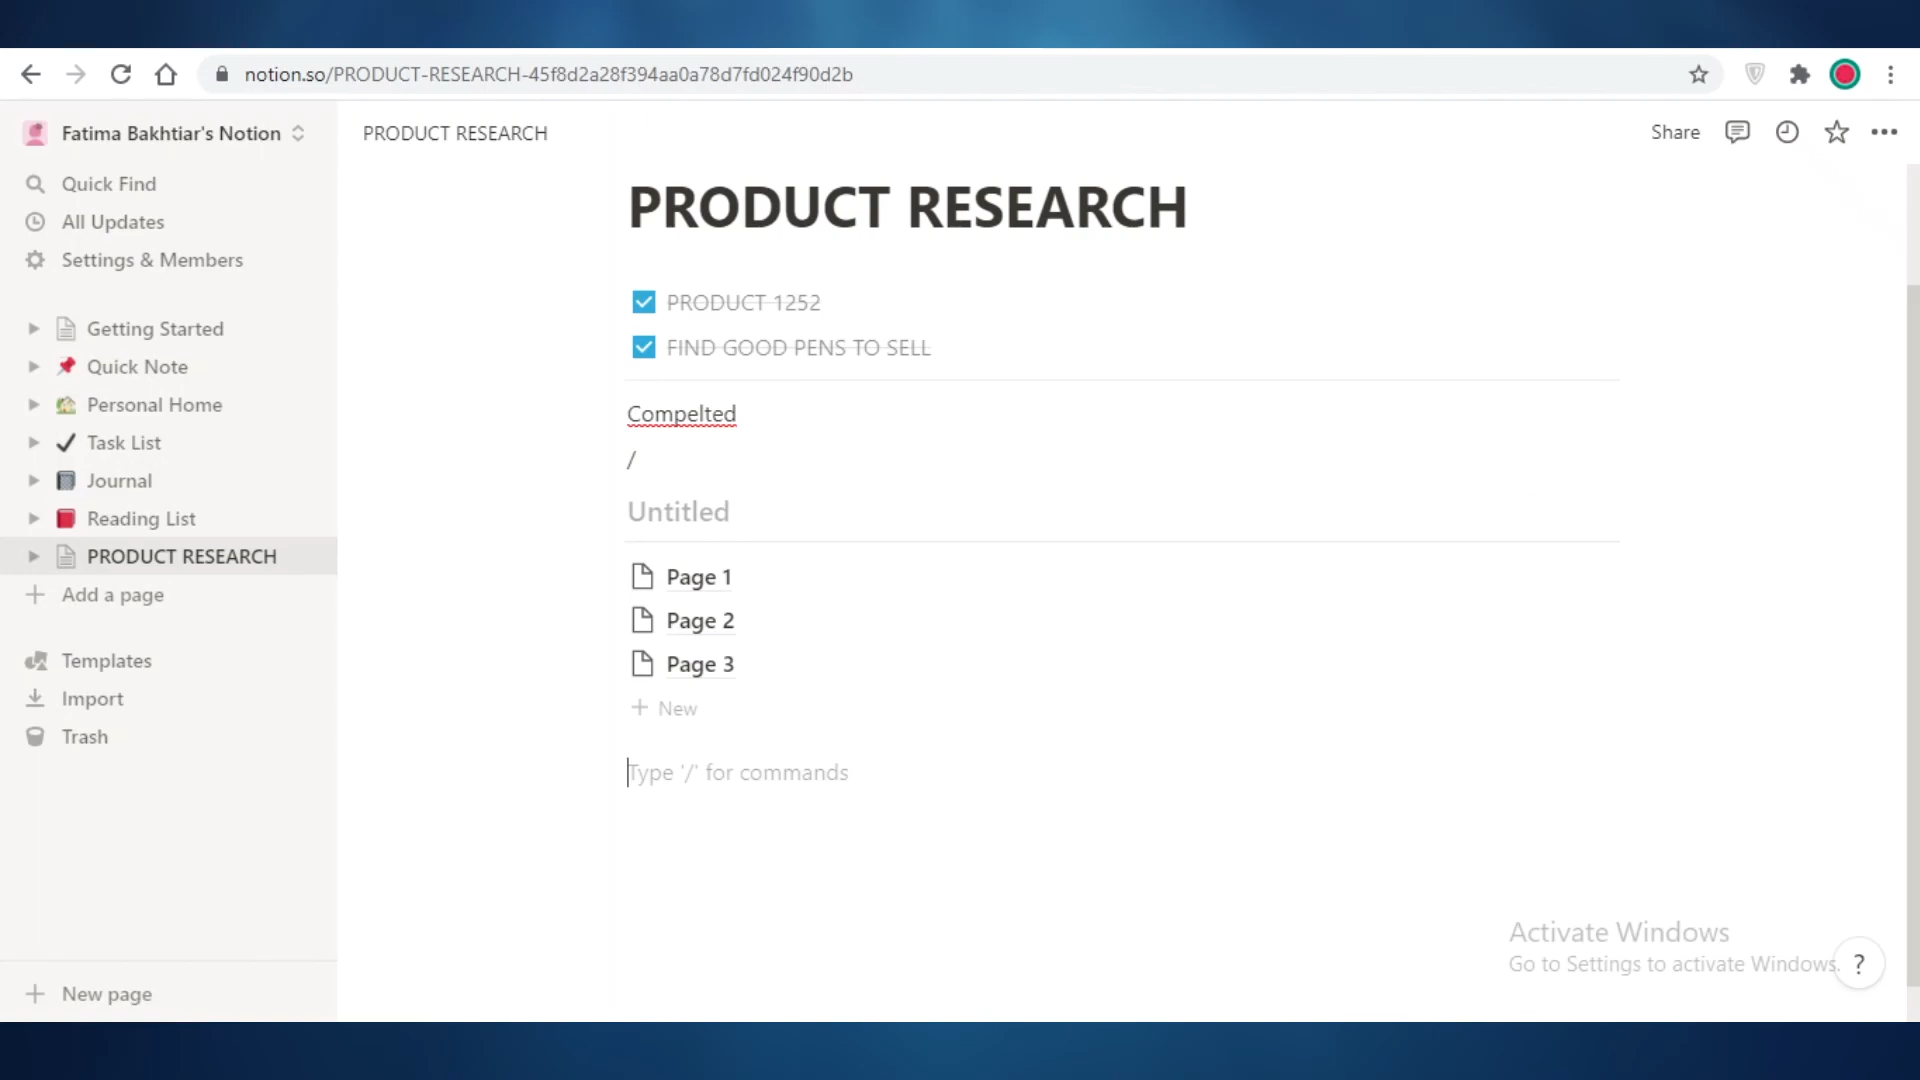 notion.so/PRODUCT-RESEARCH-45f8d2a28f394aa0a78d7fd024f90d2b
Fatima Bakhtiar's Notion
PRODUCT RESEARCH
Share
Quick Find
All Updates
Settings & Members
Getting Started
Quick Note
Personal Home
Task List
Journal
Reading List
PRODUCT RESEARCH
Add a page
Templates
Import
Trash
New page
PRODUCT RESEARCH
PRODUCT 1252
FIND GOOD PENS TO SELL
Compelted
/
Untitled
Page 1
Page 2
Page 3
New
Type '/' for commands
Activate Windows
Go to Settings to activate Windows.
?